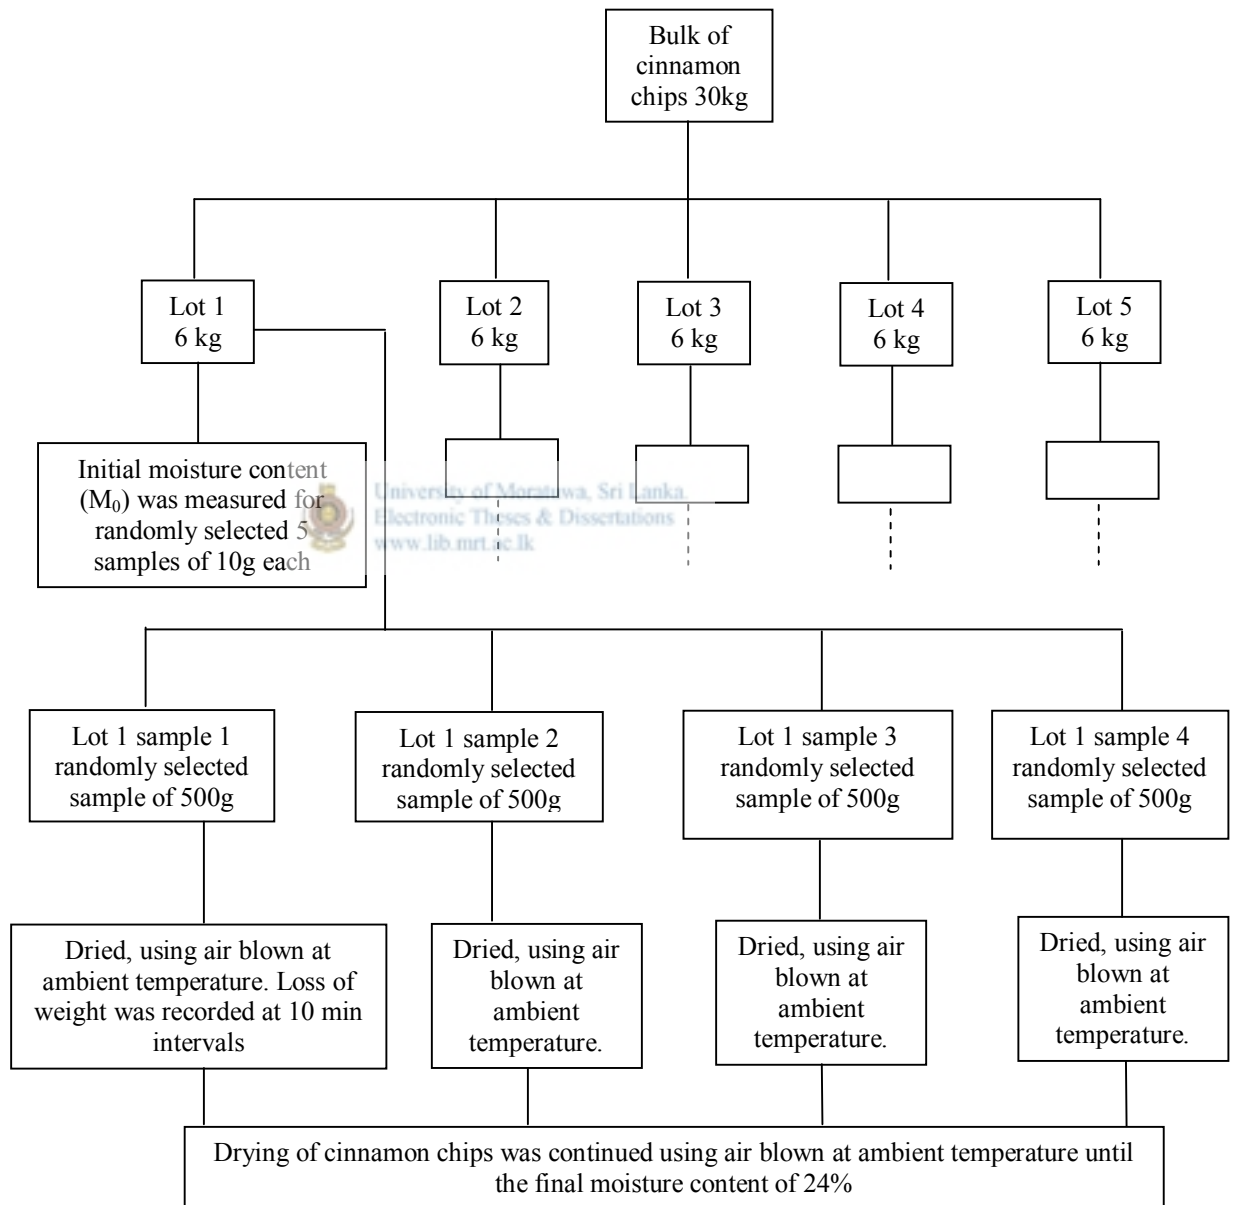 Bulk of
cinnamon
chips 30kg
Lot 1
6 kg
Lot 2
6 kg
Lot 3
6 kg
Lot 4
6 kg
Lot 5
6 kg
Initial moisture content
(M₀) was measured for
randomly selected 5
samples of 10g each
University of Moratuwa, Sri Lanka.
Electronic Theses & Dissertations
www.lib.mrt.ac.lk
Lot 1 sample 1
randomly selected
sample of 500g
Lot 1 sample 2
randomly selected
sample of 500g
Lot 1 sample 3
randomly selected
sample of 500g
Lot 1 sample 4
randomly selected
sample of 500g
Dried, using air blown at
ambient temperature. Loss of
weight was recorded at 10 min
intervals
Dried, using air
blown at
ambient
temperature.
Dried, using air
blown at
ambient
temperature.
Dried, using air
blown at
ambient
temperature.
Drying of cinnamon chips was continued using air blown at ambient temperature until
the final moisture content of 24%